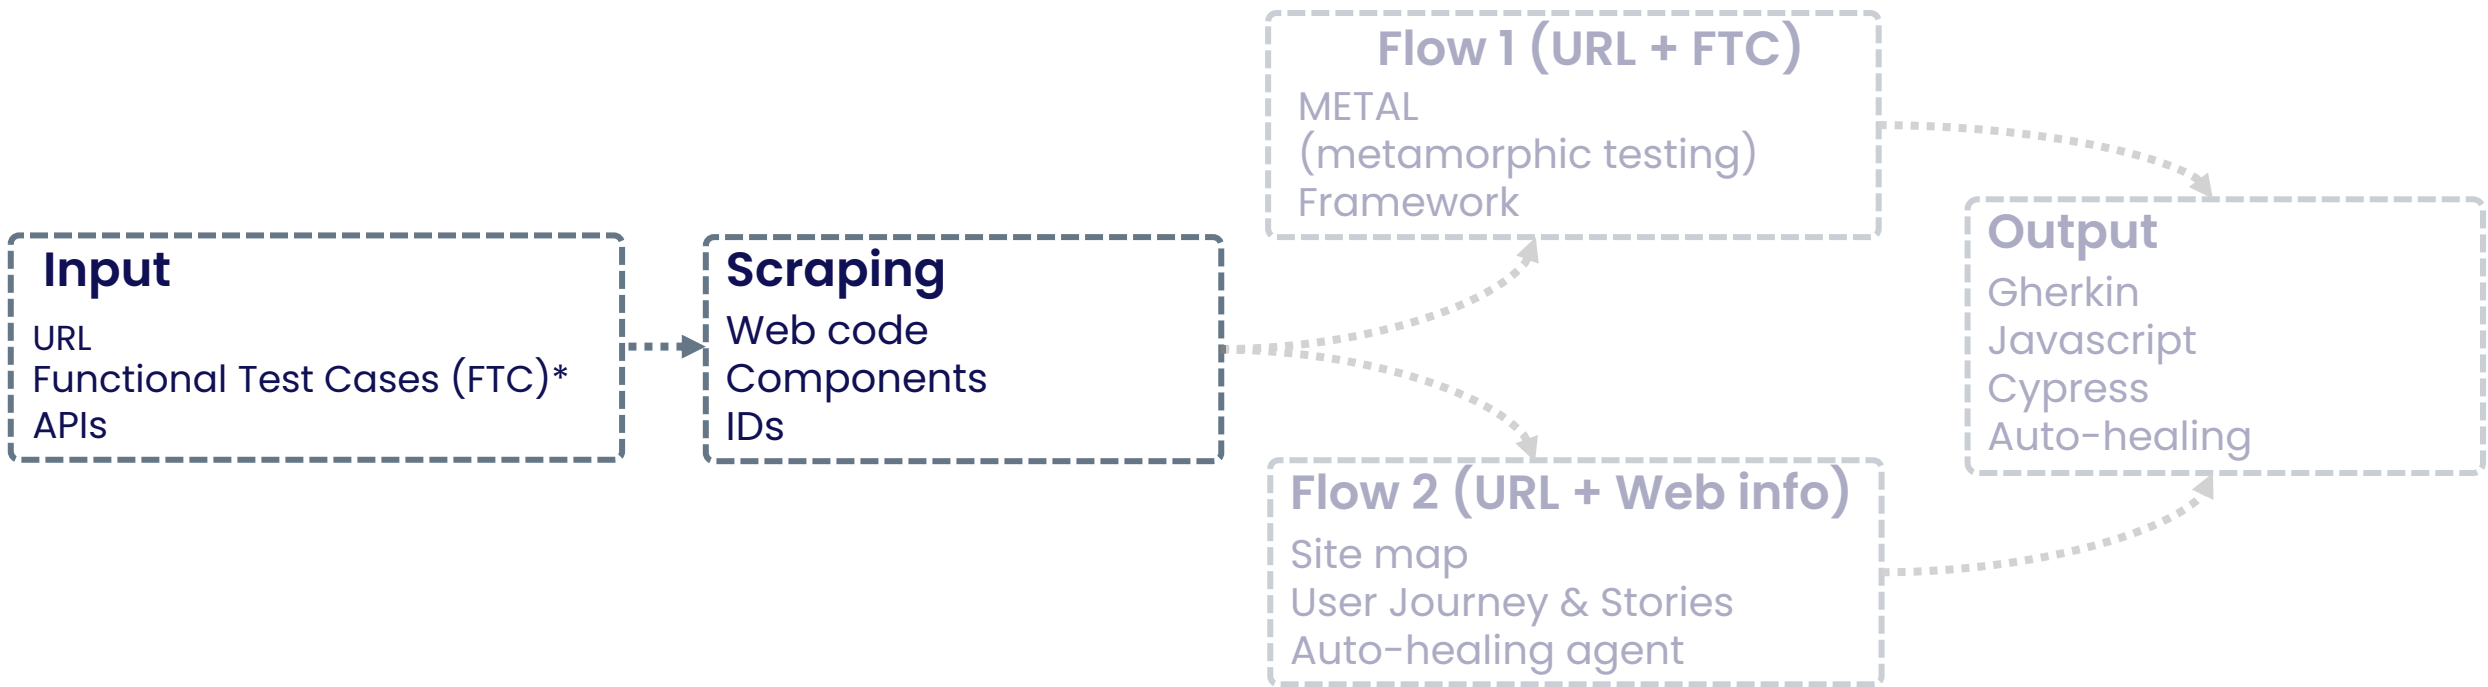 Input
URL
Functional Test Cases (FTC)*
APIs
Scraping
Web code
Components
IDs
Flow 1 (URL + FTC)
METAL
(metamorphic testing)
Framework
Flow 2 (URL + Web info)
Site map
User Journey & Stories
Auto-healing agent
Output
Gherkin
Javascript
Cypress
Auto-healing